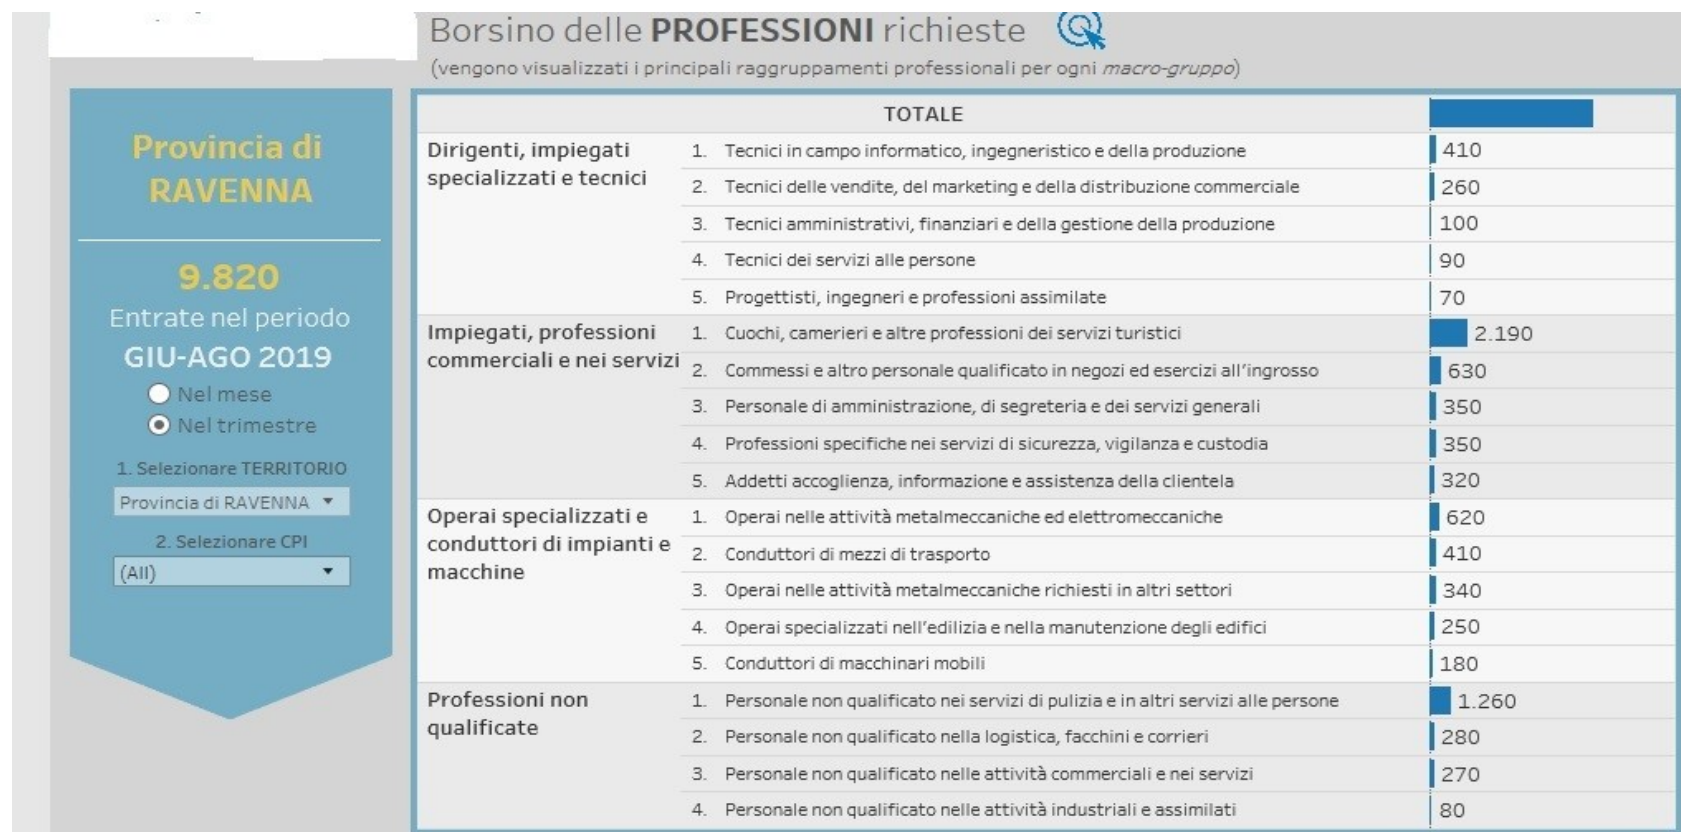 Borsino delle PROFESSIONI richieste
(vengono visualizzati i principali raggruppamenti professionali per ogni macro-gruppo)
Provincia di
RAVENNA
9.820
Entrate nel periodo
GIU-AGO 2019
Nel mese
Nel trimestre
1. Selezionare TERRITORIO
Provincia di RAVENNA
2. Selezionare CPI
(All)
TOTALE
Dirigenti, impiegati
specializzati e tecnici
1. Tecnici in campo informatico, ingegneristico e della produzione 410
2. Tecnici delle vendite, del marketing e della distribuzione commerciale 260
3. Tecnici amministrativi, finanziari e della gestione della produzione 100
4. Tecnici dei servizi alle persone 90
5. Progettisti, ingegneri e professioni assimilate 70
Impiegati, professioni
commerciali e nei servizi
1. Cuochi, camerieri e altre professioni dei servizi turistici 2.190
2. Commessi e altro personale qualificato in negozi ed esercizi all'ingrosso 630
3. Personale di amministrazione, di segreteria e dei servizi generali 350
4. Professioni specifiche nei servizi di sicurezza, vigilanza e custodia 350
5. Addetti accoglienza, informazione e assistenza della clientela 320
Operai specializzati e
conduttori di impianti e
macchine
1. Operai nelle attività metalmeccaniche ed elettromeccaniche 620
2. Conduttori di mezzi di trasporto 410
3. Operai nelle attività metalmeccaniche richiesti in altri settori 340
4. Operai specializzati nell'edilizia e nella manutenzione degli edifici 250
5. Conduttori di macchinari mobili 180
Professioni non
qualificate
1. Personale non qualificato nei servizi di pulizia e in altri servizi alle persone 1.260
2. Personale non qualificato nella logistica, facchini e corrieri 280
3. Personale non qualificato nelle attività commerciali e nei servizi 270
4. Personale non qualificato nelle attività industriali e assimilati 80